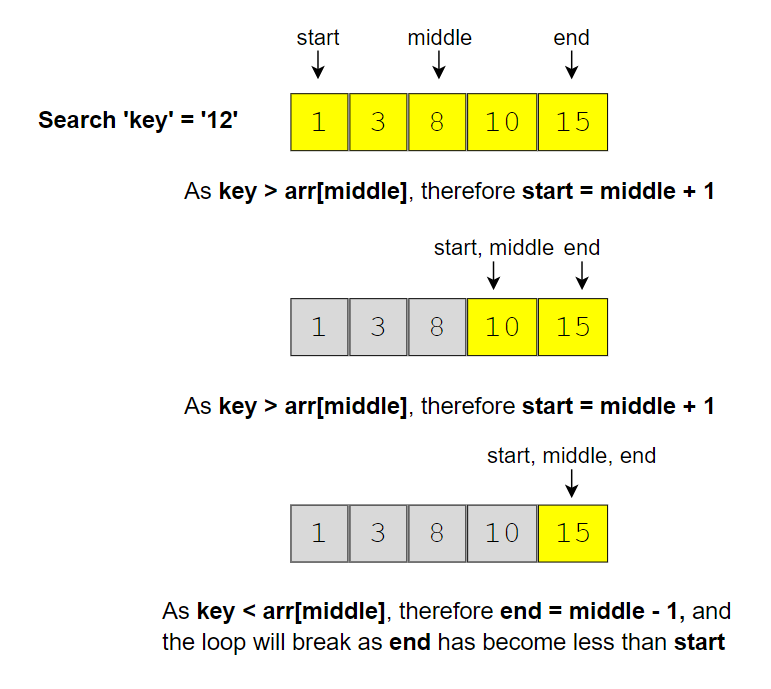 start middle end
Search 'key' = '12'
1 3 8 10 15
As key > arr[middle], therefore start = middle + 1
start, middle end
1 3 8 10 15
As key > arr[middle], therefore start = middle + 1
start, middle, end
1 3 8 10 15
As key < arr[middle], therefore end = middle - 1, and
the loop will break as end has become less than start